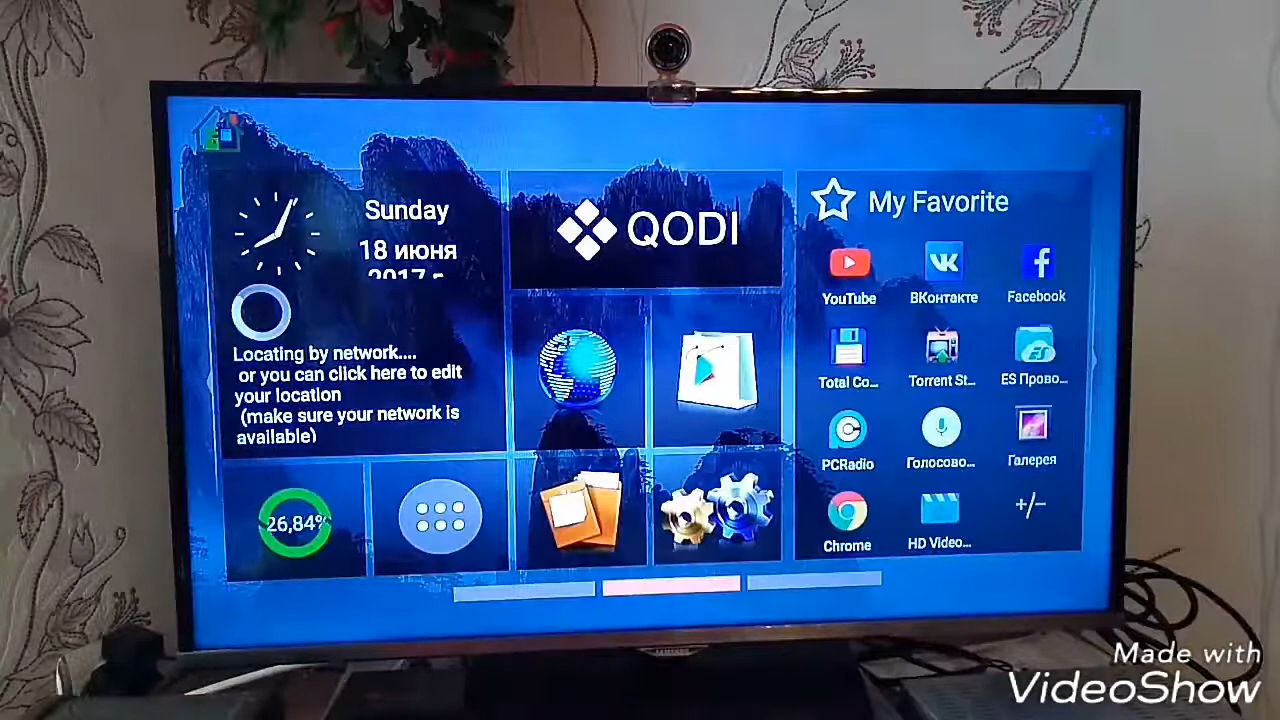 Sunday
18 июня
2017 г.
Locating by network....
or you can click here to edit
your location
(make sure your network is
available)
26,84%
QODI
My Favorite
YouTube
ВКонтакте
Facebook
Total Co...
Torrent St...
ES Прово...
PCRadio
Голосово...
Галерея
Chrome
HD Video...
+/-
SAMSUNG
Made with
VideoShow